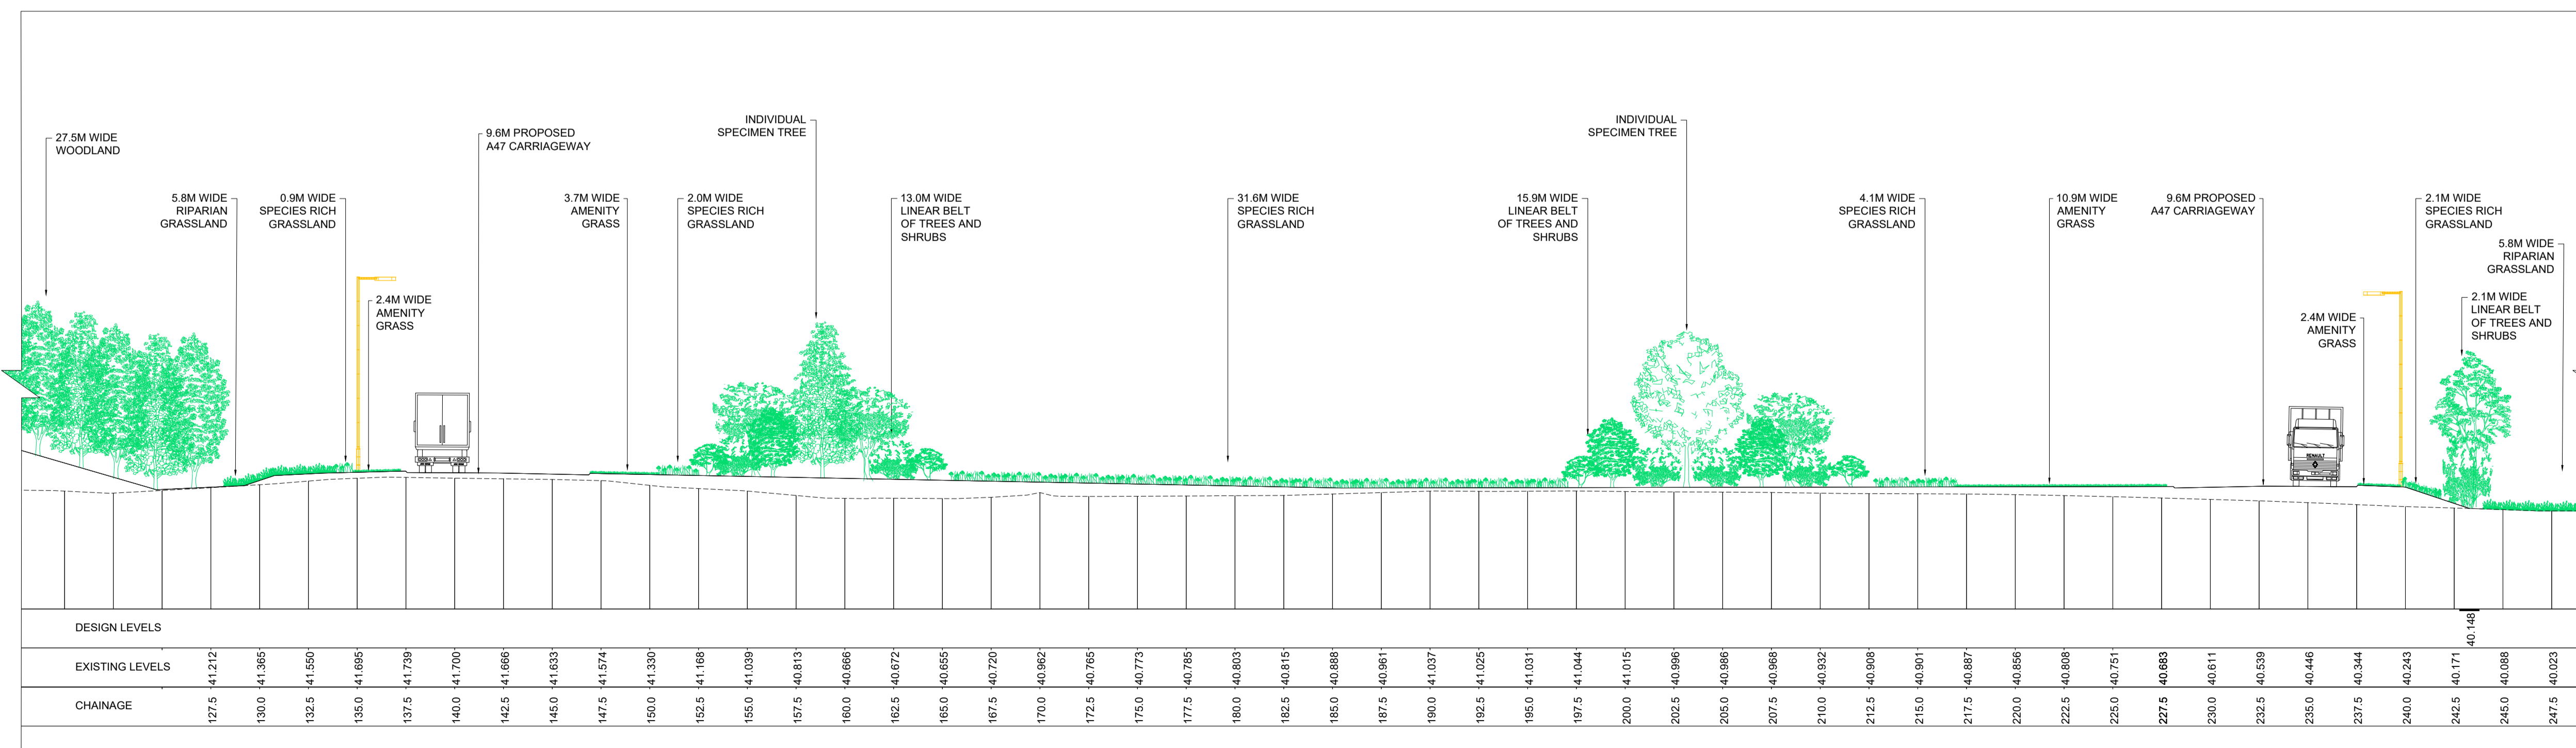 27.5M WIDE
WOODLAND
5.8M WIDE
RIPARIAN
GRASSLAND
0.9M WIDE
SPECIES RICH
GRASSLAND
2.4M WIDE
AMENITY
GRASS
9.6M PROPOSED
A47 CARRIAGEWAY
3.7M WIDE
AMENITY
GRASS
2.0M WIDE
SPECIES RICH
GRASSLAND
INDIVIDUAL
SPECIMEN TREE
13.0M WIDE
LINEAR BELT
OF TREES AND
SHRUBS
31.6M WIDE
SPECIES RICH
GRASSLAND
15.9M WIDE
LINEAR BELT
OF TREES AND
SHRUBS
INDIVIDUAL
SPECIMEN TREE
4.1M WIDE
SPECIES RICH
GRASSLAND
10.9M WIDE
AMENITY
GRASS
9.6M PROPOSED
A47 CARRIAGEWAY
RENAULT
2.4M WIDE
AMENITY
GRASS
2.1M WIDE
SPECIES RICH
GRASSLAND
2.1M WIDE
LINEAR BELT
OF TREES AND
SHRUBS
5.8M WIDE
RIPARIAN
GRASSLAND
DESIGN LEVELS 40.148
EXISTING LEVELS 41.212 41.365 41.550 41.695 41.739 41.700 41.666 41.633 41.574 41.330 41.168 41.039 40.813 40.666 40.672 40.655 40.720 40.962 40.765 40.773 40.785 40.803 40.815 40.888 40.961 41.037 41.025 41.031 41.044 41.015 40.996 40.986 40.968 40.932 40.908 40.901 40.887 40.856 40.808 40.751 40.683 40.611 40.539 40.446 40.344 40.243 40.171 40.088 40.023
CHAINAGE 127.5 130.0 132.5 135.0 137.5 140.0 142.5 145.0 147.5 150.0 152.5 155.0 157.5 160.0 162.5 165.0 167.5 170.0 172.5 175.0 177.5 180.0 182.5 185.0 187.5 190.0 192.5 195.0 197.5 200.0 202.5 205.0 207.5 210.0 212.5 215.0 217.5 220.0 222.5 225.0 227.5 230.0 232.5 235.0 237.5 240.0 242.5 245.0 247.5